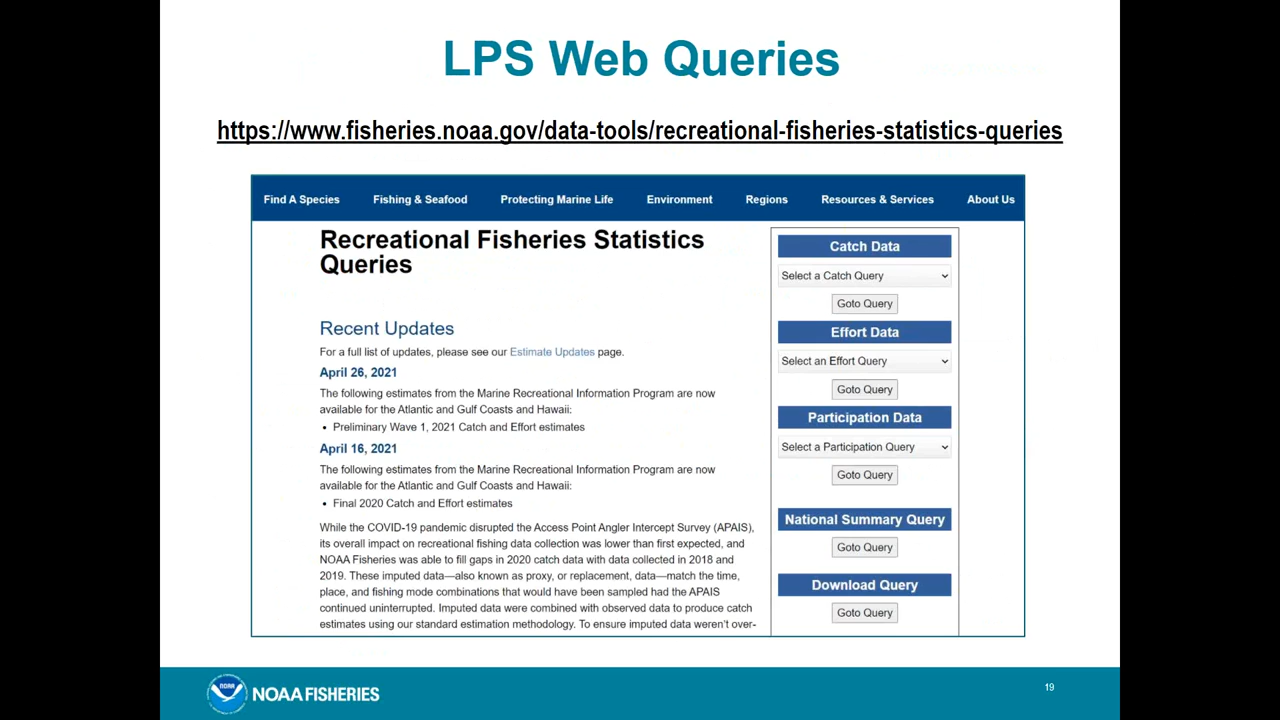 LPS Web Queries
https://www.fisheries.noaa.gov/data-tools/recreational-fisheries-statistics-queries
Find A Species Fishing & Seafood Protecting Marine Life Environment Regions Resources & Services About Us
Recreational Fisheries Statistics
Queries
Recent Updates
For a full list of updates, please see our Estimate Updates page.
April 26, 2021
The following estimates from the Marine Recreational Information Program are now
available for the Atlantic and Gulf Coasts and Hawaii:
• Preliminary Wave 1, 2021 Catch and Effort estimates
April 16, 2021
The following estimates from the Marine Recreational Information Program are now
available for the Atlantic and Gulf Coasts and Hawaii:
• Final 2020 Catch and Effort estimates
While the COVID-19 pandemic disrupted the Access Point Angler Intercept Survey (APAIS),
its overall impact on recreational fishing data collection was lower than first expected, and
NOAA Fisheries was able to fill gaps in 2020 catch data with data collected in 2018 and
2019. These imputed data—also known as proxy, or replacement, data—match the time,
place, and fishing mode combinations that would have been sampled had the APAIS
continued uninterrupted. Imputed data were combined with observed data to produce catch
estimates using our standard estimation methodology. To ensure imputed data weren't over-
Catch Data
Select a Catch Query
Goto Query
Effort Data
Select an Effort Query
Goto Query
Participation Data
Select a Participation Query
Goto Query
National Summary Query
Goto Query
Download Query
Goto Query
NOAA
NOAA FISHERIES
19